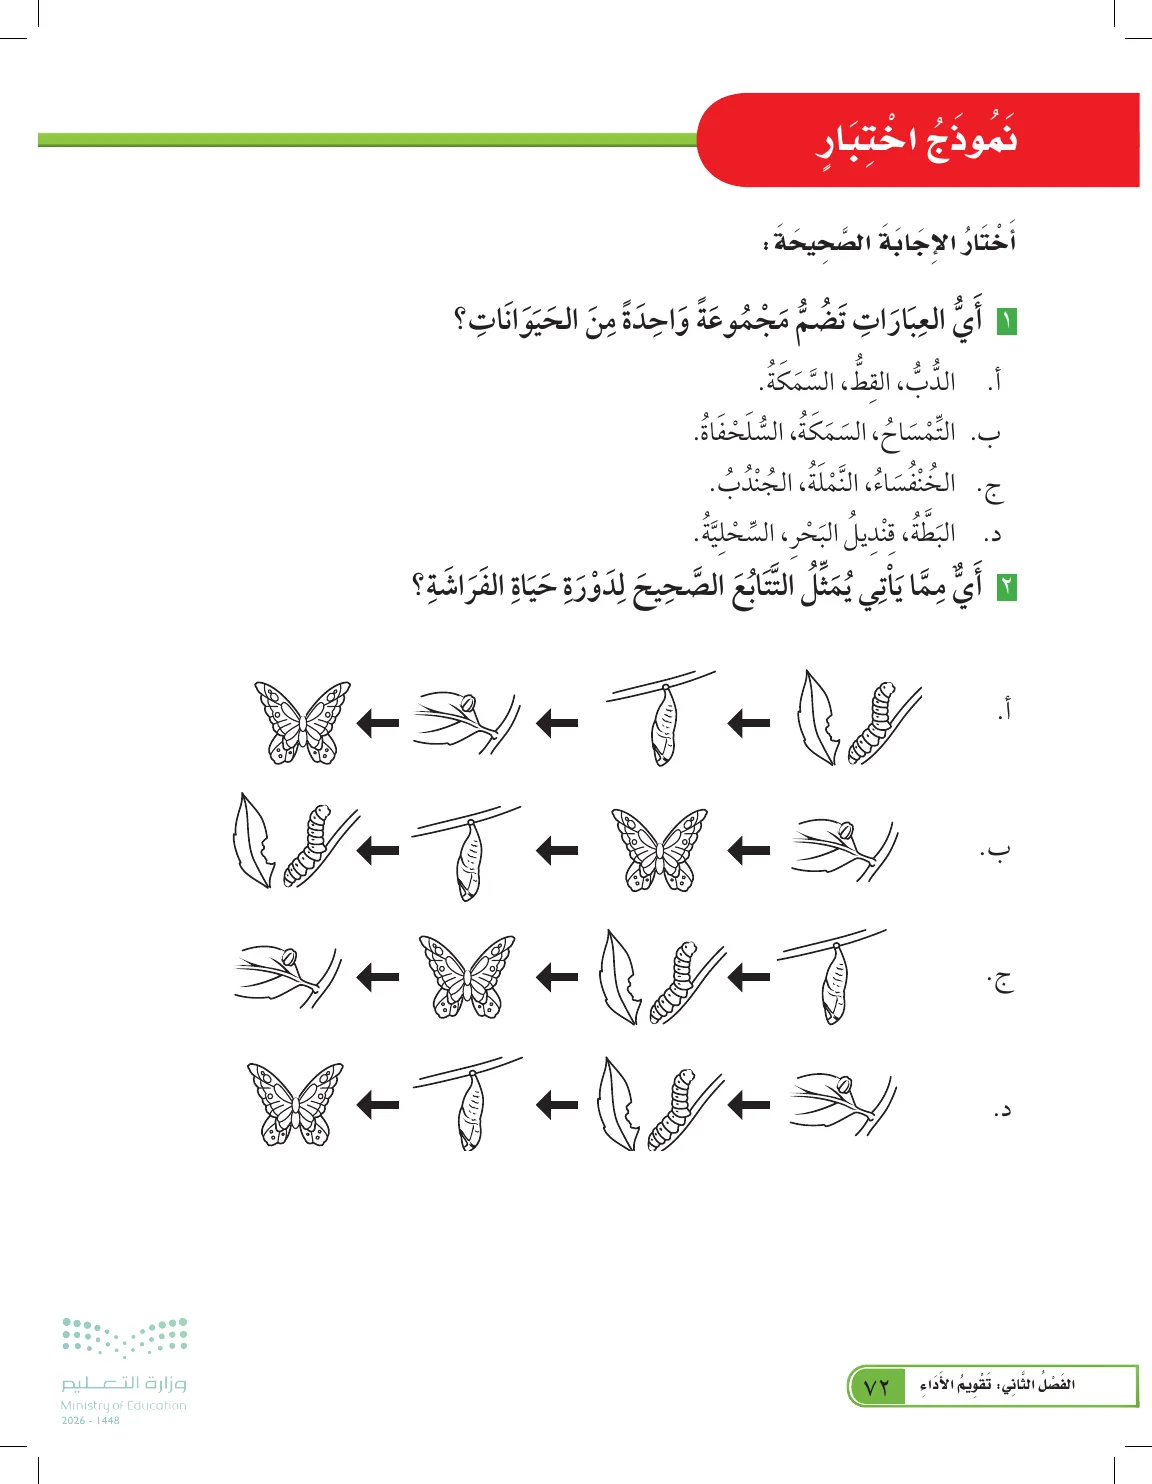 نَمُوذَجُ اخْتِبَارٍ
أَخْتَارُ الإِجَابَةَ الصَّحِيحَةَ:
١ أَيُّ العِبَارَاتِ تَضُمُّ مَجْمُوعَةً وَاحِدَةً مِنَ الحَيَوَانَاتِ؟
أ. الدُّبُّ، القِطُّ، السَّمَكَةُ.
ب. التِّمْسَاحُ، السَمَكَةُ، السُّلَحْفَاةُ.
ج. الخُنْفُسَاءُ، النَّمْلَةُ، الجُنْدُبُ.
د. البَطَّةُ، قِنْدِيلُ البَحْرِ، السِّحْلِيَّةُ.
٢ أَيٌّ مِمَّا يَأْتِي يُمَثِّلُ التَّتَابُعَ الصَّحِيحَ لِدَوْرَةِ حَيَاةِ الفَرَاشَةِ؟
أ.
ب.
ج.
د.
وزارة التعليم
Ministry of Education
2026 - 1448
الفَصْلُ الثَّانِي: تَقْوِيمُ الأَدَاءِ ٧٢